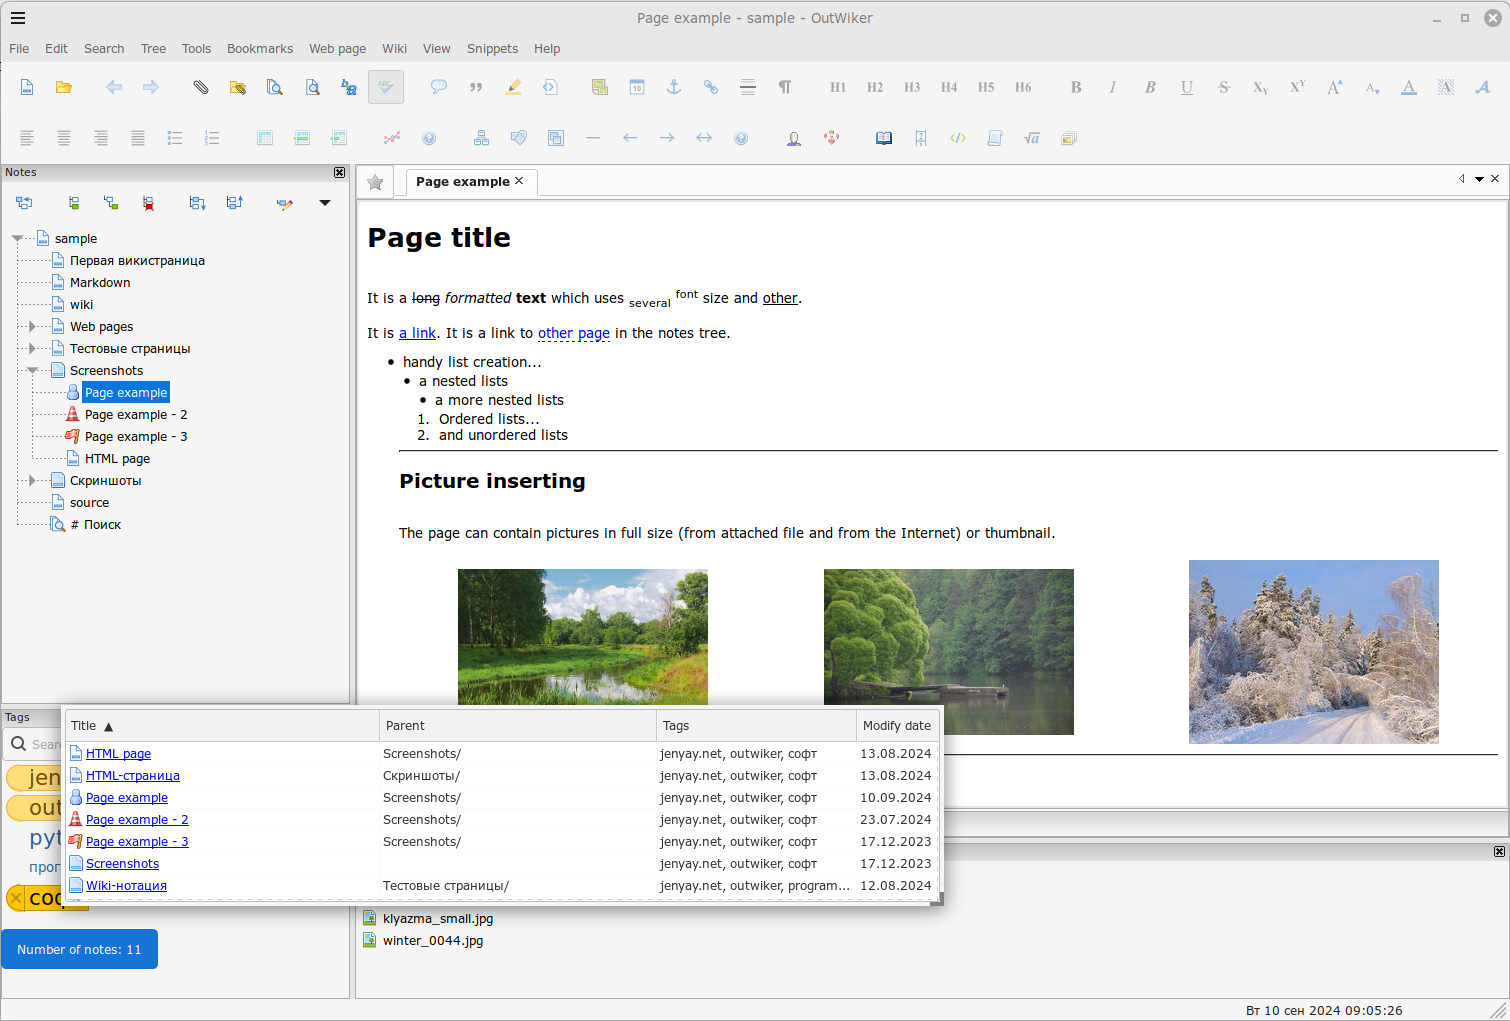 Page example - sample - OutWiker
File Edit Search Tree Tools Bookmarks Web page Wiki View Snippets Help
H1 H2 H3 H4 H5 H6 B I B U S
Notes
sample
Первая викистраница
Markdown
wiki
Web pages
Тестовые страницы
Screenshots
Page example
Page example - 2
Page example - 3
HTML page
Скриншоты
source
# Поиск
Page example
Page title
It is a long formatted text which uses several font size and other.
It is a link. It is a link to other page in the notes tree.
handy list creation...
a nested lists
a more nested lists
1. Ordered lists...
2. and unordered lists
Picture inserting
The page can contain pictures in full size (from attached file and from the Internet) or thumbnail.
Tags
Title Parent Tags Modify date
HTML page Screenshots/ jenyay.net, outwiker, софт 13.08.2024
HTML-страница Скриншоты/ jenyay.net, outwiker, софт 13.08.2024
Page example Screenshots/ jenyay.net, outwiker, софт 10.09.2024
Page example - 2 Screenshots/ jenyay.net, outwiker, софт 23.07.2024
Page example - 3 Screenshots/ jenyay.net, outwiker, софт 17.12.2023
Screenshots jenyay.net, outwiker, софт 17.12.2023
Wiki-нотация Тестовые страницы/ jenyay.net, outwiker, program... 12.08.2024
klyazma_small.jpg
winter_0044.jpg
Number of notes: 11
Вт 10 сен 2024 09:05:26